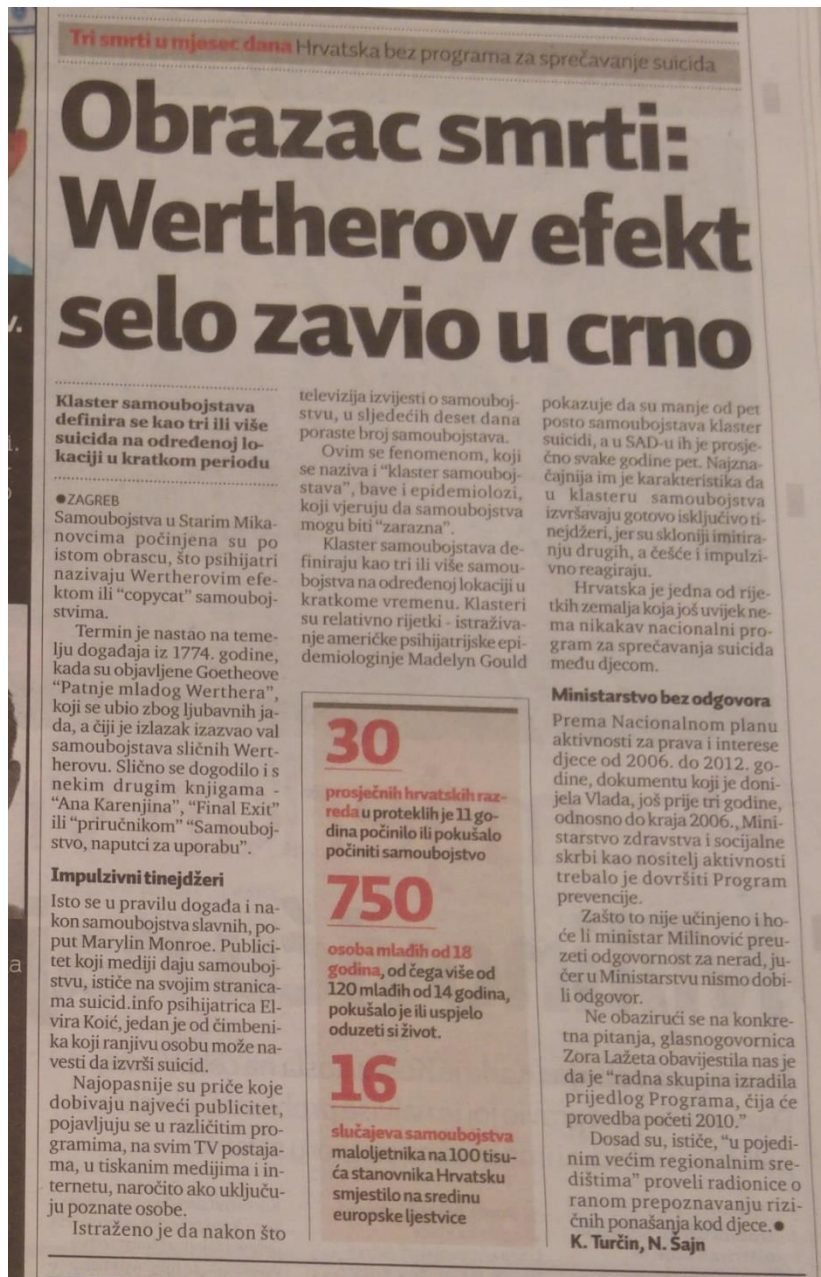 Tri smrti u mjesec dana Hrvatska bez programa za sprečavanje suicida
Obrazac smrti:
Wertherov efekt
selo zavio u crno
Klaster samoubojstava
definira se kao tri ili više
suicida na određenoj lo-
kaciji u kratkom periodu
●ZAGREB
Samoubojstva u Starim Mika-
novcima počinjena su po
istom obrascu, što psihijatri
nazivaju Wertherovim efe-
ktom ili "copycat" samouboj-
stvima.
Termin je nastao na teme-
lju događaja iz 1774. godine,
kada su objavljene Goetheove
"Patnje mladog Werthera",
koji se ubio zbog ljubavnih ja-
da, a čiji je izlazak izazvao val
samoubojstava sličnih Wert-
herovu. Slično se dogodilo i s
nekim drugim knjigama -
"Ana Karenjina", "Final Exit"
ili "priručnikom" "Samouboj-
stvo, naputci za uporabu".
Impulzivni tinejdžeri
Isto se u pravilu događa i na-
kon samoubojstva slavnih, po-
put Marylin Monroe. Publici-
tet koji mediji daju samouboj-
stvu, ističe na svojim stranica-
ma suicid.info psihijatrica El-
vira Koić, jedan je od čimbeni-
ka koji ranjivu osobu može na-
vesti da izvrši suicid.
Najopasnije su priče koje
dobivaju najveći publicitet,
pojavljuju se u različitim pro-
gramima, na svim TV postaja-
ma, u tiskanim medijima i in-
ternetu, naročito ako uključu-
ju poznate osobe.
Istraženo je da nakon što
televizija izvijesti o samouboj-
stvu, u sljedećih deset dana
poraste broj samoubojstava.
Ovim se fenomenom, koji
se naziva i "klaster samouboj-
stava", bave i epidemiolozi,
koji vjeruju da samoubojstva
mogu biti "zarazna".
Klaster samoubojstava de-
finiraju kao tri ili više samou-
bojstva na određenoj lokaciji u
kratkome vremenu. Klasteri
su relativno rijetki - istraživa-
nje američke psihijatrijske epi-
demiologinje Madelyn Gould
30
prosječnih hrvatskih raz-
reda u proteklih je 11 go-
dina počinilo ili pokušalo
počiniti samoubojstvo
750
osoba mlađih od 18
godina, od čega više od
120 mlađih od 14 godina,
pokušalo je ili uspjelo
oduzeti si život.
16
slučajeva samoubojstva
maloljetnika na 100 tisu-
ća stanovnika Hrvatsku
smjestilo na sredinu
europske ljestvice
pokazuje da su manje od pet
posto samoubojstava klaster
suicidi, a u SAD-u ih je prosje-
čno svake godine pet. Najzna-
čajnija im je karakteristika da
u klasteru samoubojstva
izvršavaju gotovo isključivo ti-
nejdžeri, jer su skloniji imitira-
nju drugih, a češće i impulzi-
vno reagiraju.
Hrvatska je jedna od rije-
tkih zemalja koja još uvijek ne-
ma nikakav nacionalni pro-
gram za sprečavanja suicida
među djecom.
Ministarstvo bez odgovora
Prema Nacionalnom planu
aktivnosti za prava i interese
djece od 2006. do 2012. go-
dine, dokumentu koji je doni-
jela Vlada, još prije tri godine,
odnosno do kraja 2006., Mini-
starstvo zdravstva i socijalne
skrbi kao nositelj aktivnosti
trebalo je dovršiti Program
prevencije.
Zašto to nije učinjeno i ho-
će li ministar Milinović preu-
zeti odgovornost za nerad, ju-
čer u Ministarstvu nismo dobi-
li odgovor.
Ne obazirući se na konkre-
tna pitanja, glasnogovornica
Zora Lažeta obavijestila nas je
da je "radna skupina izradila
prijedlog Programa, čija će
provedba početi 2010."
Dosad su, ističe, "u pojedi-
nim većim regionalnim sre-
dištima" proveli radionice o
ranom prepoznavanju rizi-
čnih ponašanja kod djece.●
K. Turčin, N. Šajn